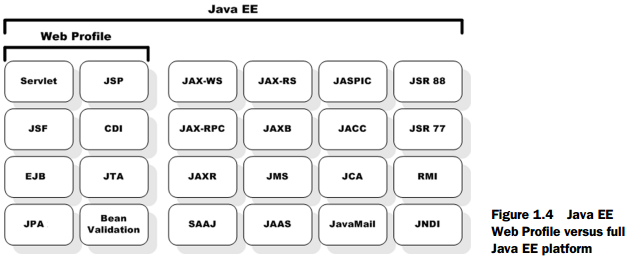 Java EE
Web Profile
Servlet JSP JAX-WS JAX-RS JASPIC JSR 88
JSF CDI JAX-RPC JAXB JACC JSR 77
EJB JTA JAXR JMS JCA RMI
JPA Bean Validation SAAJ JAAS JavaMail JNDI
Figure 1.4 Java EE
Web Profile versus full
Java EE platform